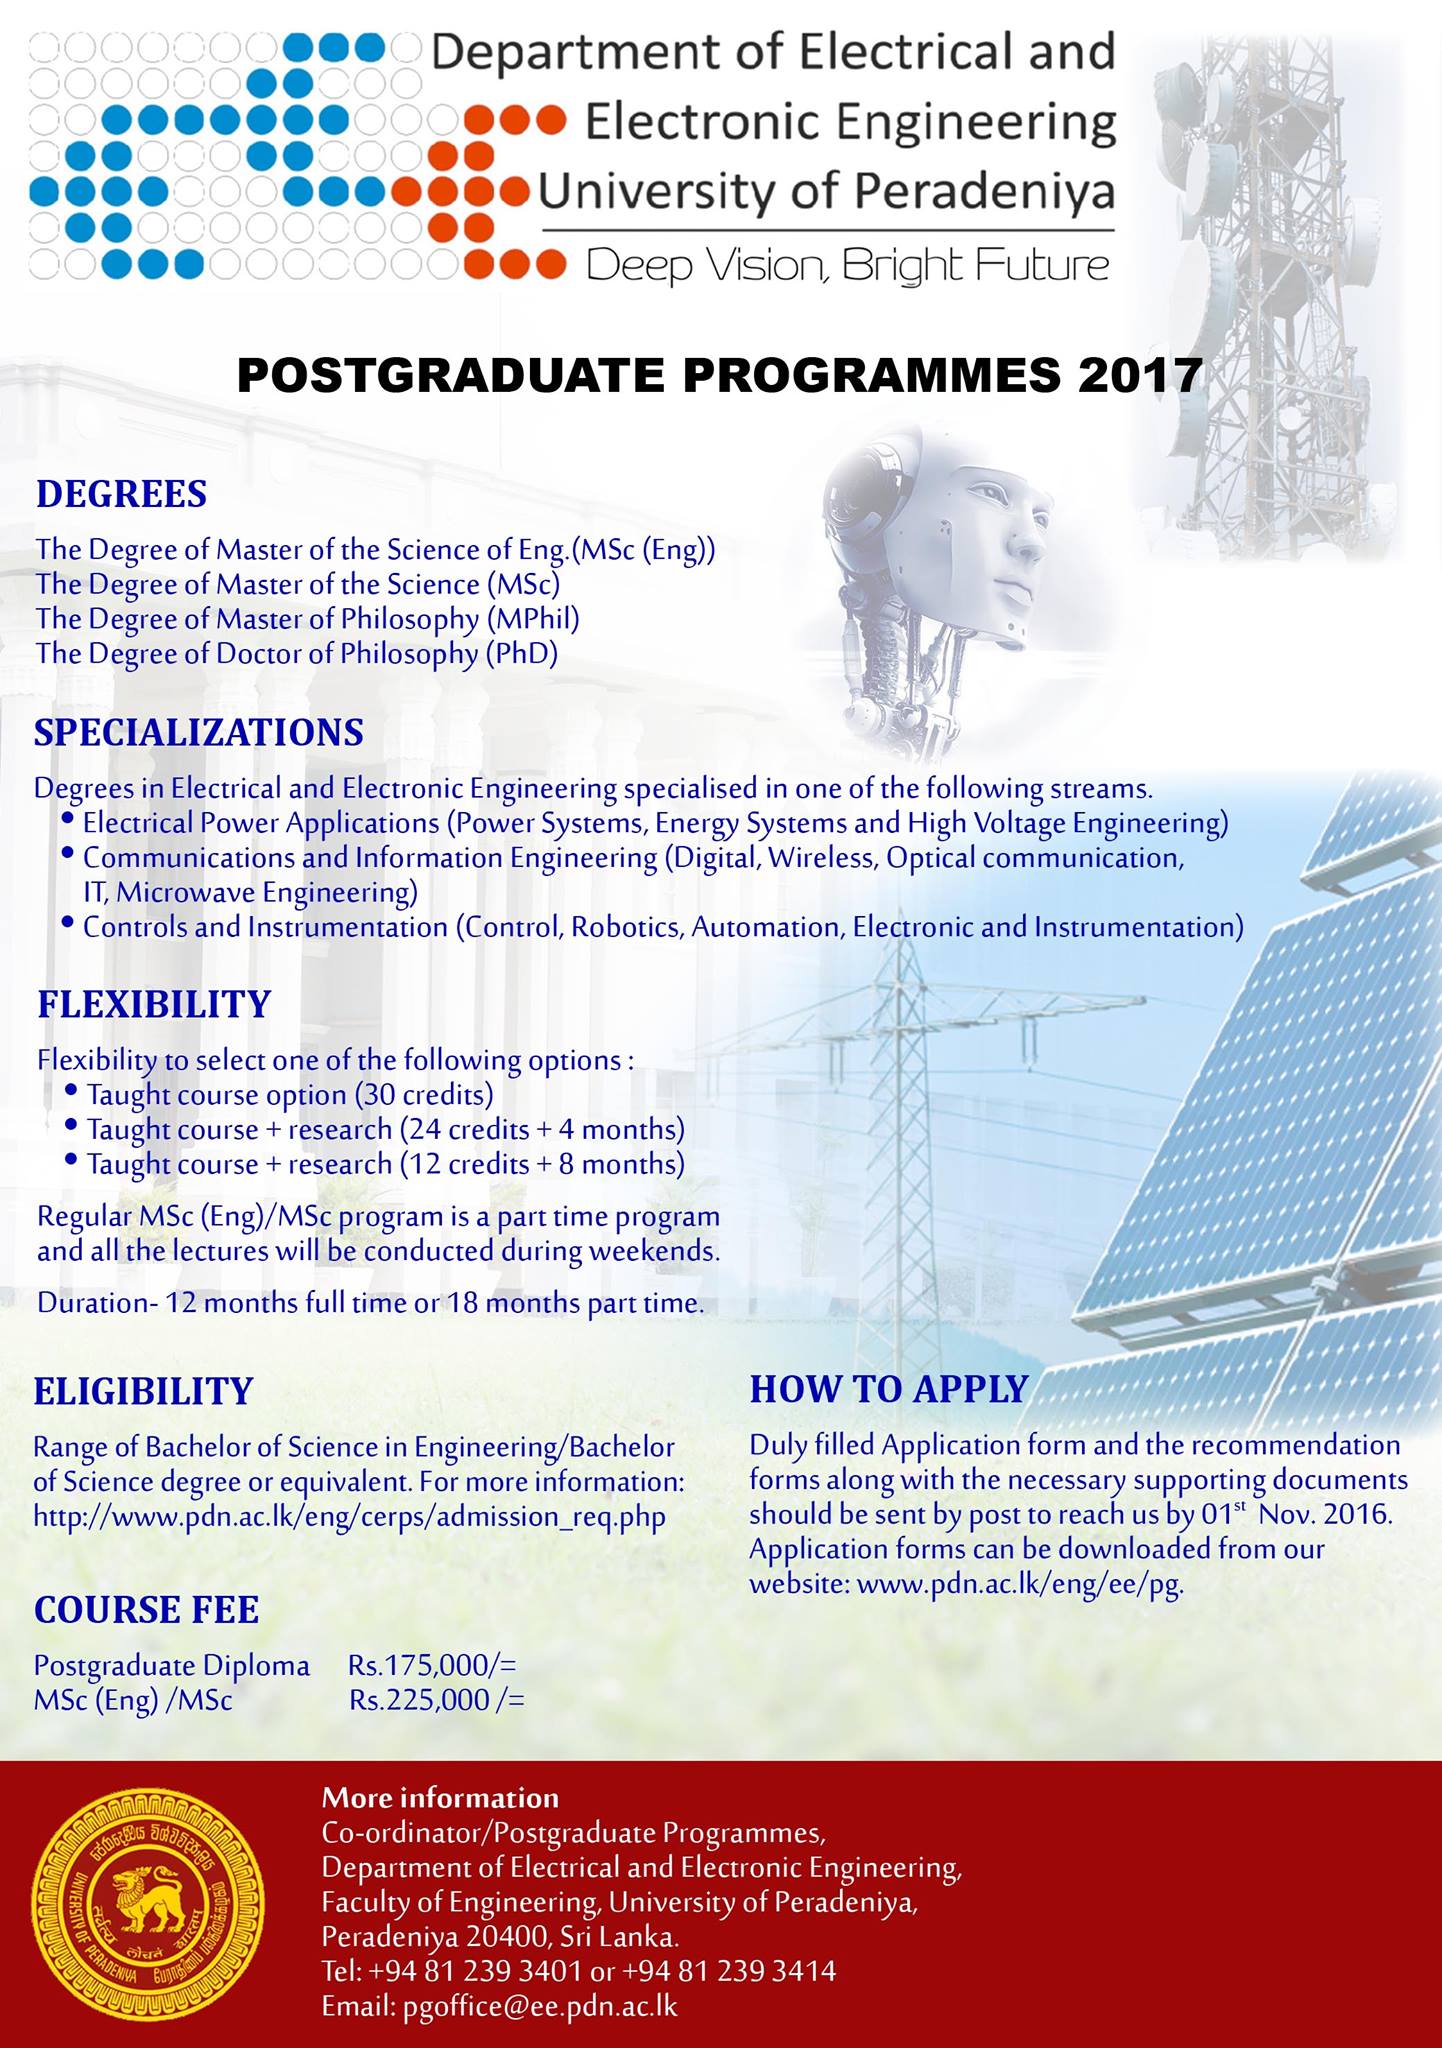 Department of Electrical and
Electronic Engineering
University of Peradeniya
Deep Vision, Bright Future
POSTGRADUATE PROGRAMMES 2017
DEGREES
The Degree of Master of the Science of Eng.(MSc (Eng))
The Degree of Master of the Science (MSc)
The Degree of Master of Philosophy (MPhil)
The Degree of Doctor of Philosophy (PhD)
SPECIALIZATIONS
Degrees in Electrical and Electronic Engineering specialised in one of the following streams.
• Electrical Power Applications (Power Systems, Energy Systems and High Voltage Engineering)
• Communications and Information Engineering (Digital, Wireless, Optical communication,
IT, Microwave Engineering)
• Controls and Instrumentation (Control, Robotics, Automation, Electronic and Instrumentation)
FLEXIBILITY
Flexibility to select one of the following options :
• Taught course option (30 credits)
• Taught course + research (24 credits + 4 months)
• Taught course + research (12 credits + 8 months)
Regular MSc (Eng)/MSc program is a part time program
and all the lectures will be conducted during weekends.
Duration- 12 months full time or 18 months part time.
ELIGIBILITY
Range of Bachelor of Science in Engineering/Bachelor
of Science degree or equivalent. For more information:
http://www.pdn.ac.lk/eng/cerps/admission_req.php
HOW TO APPLY
Duly filled Application form and the recommendation
forms along with the necessary supporting documents
should be sent by post to reach us by 01st Nov. 2016.
Application forms can be downloaded from our
website: www.pdn.ac.lk/eng/ee/pg.
COURSE FEE
Postgraduate Diploma Rs.175,000/=
MSc (Eng) /MSc Rs.225,000 /=
UNIVERSITY OF PERADENIYA
More information
Co-ordinator/Postgraduate Programmes,
Department of Electrical and Electronic Engineering,
Faculty of Engineering, University of Peradeniya,
Peradeniya 20400, Sri Lanka.
Tel: +94 81 239 3401 or +94 81 239 3414
Email: pgoffice@ee.pdn.ac.lk